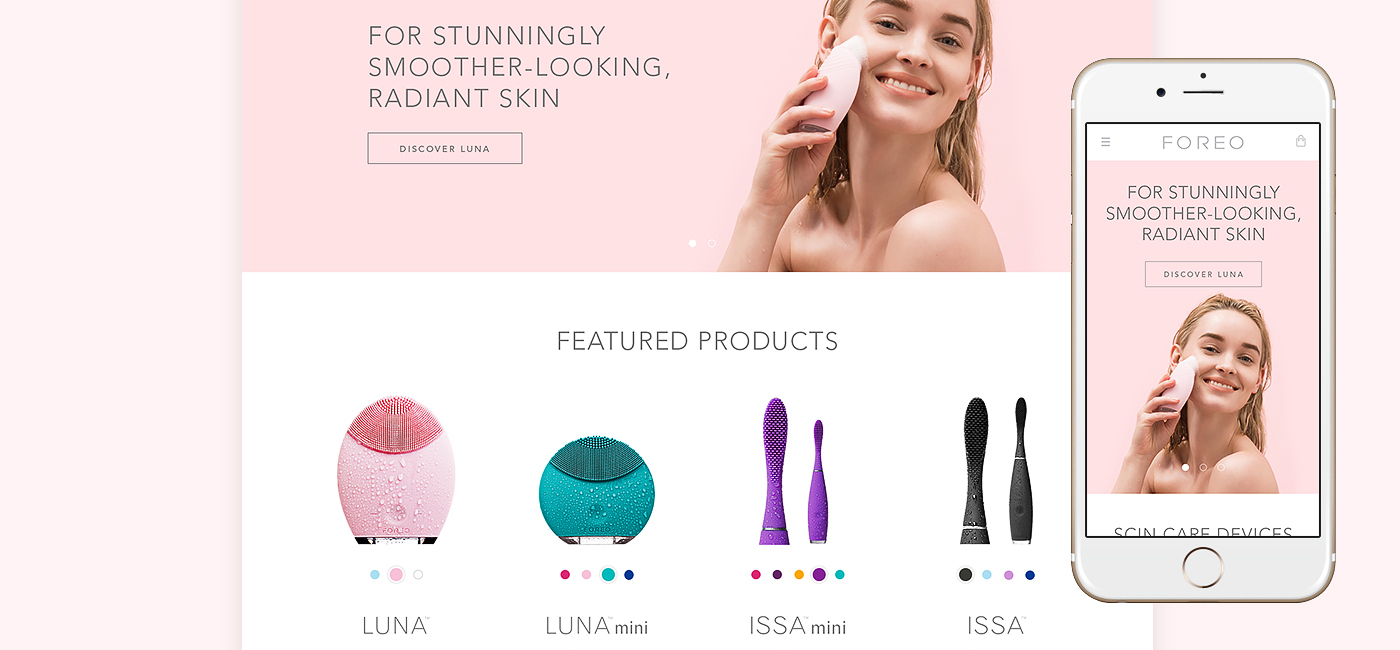 FOR STUNNINGLY
SMOOTHER-LOOKING,
RADIANT SKIN
DISCOVER LUNA
FEATURED PRODUCTS
FOREO
LUNA™
LUNA™ mini
ISSA™ mini
ISSA™
FOREO
FOR STUNNINGLY
SMOOTHER-LOOKING,
RADIANT SKIN
DISCOVER LUNA
SCIN CARE DEVICES